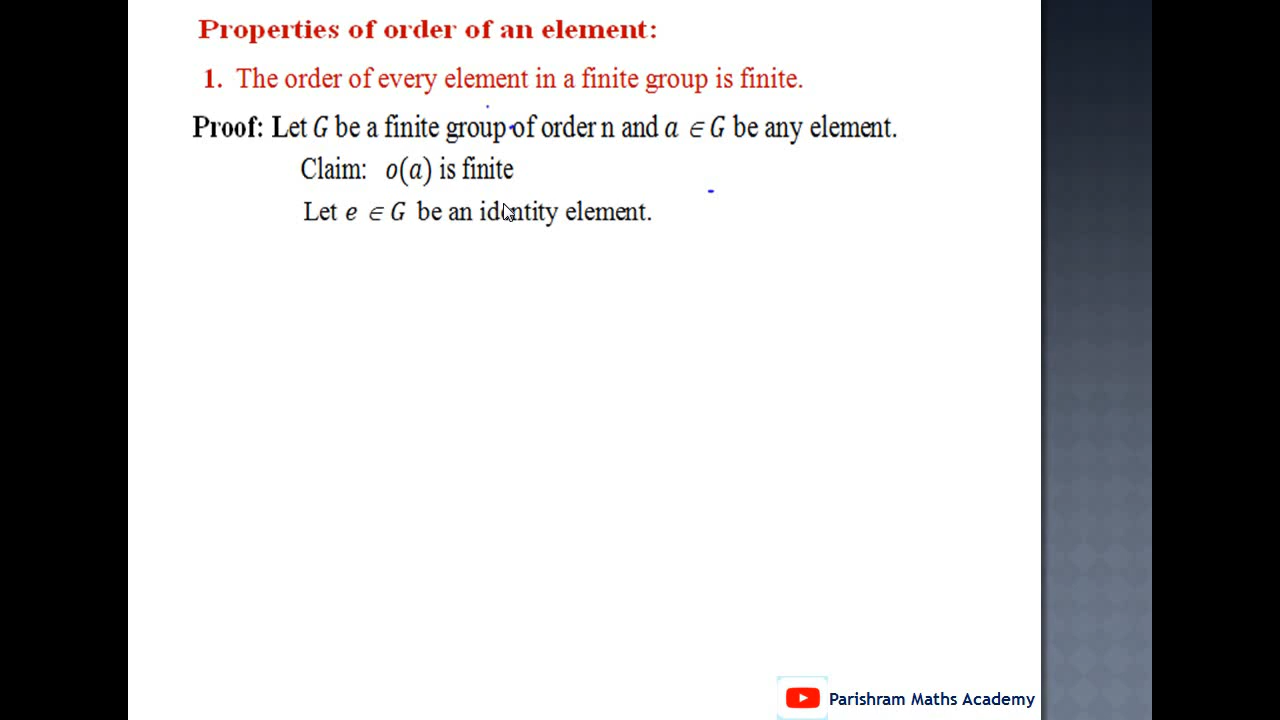 Properties of order of an element:
1. The order of every element in a finite group is finite.
Proof: Let G be a finite group of order n and a ∈ G be any element.
Claim: o(a) is finite
Let e ∈ G be an identity element.
Parishram Maths Academy